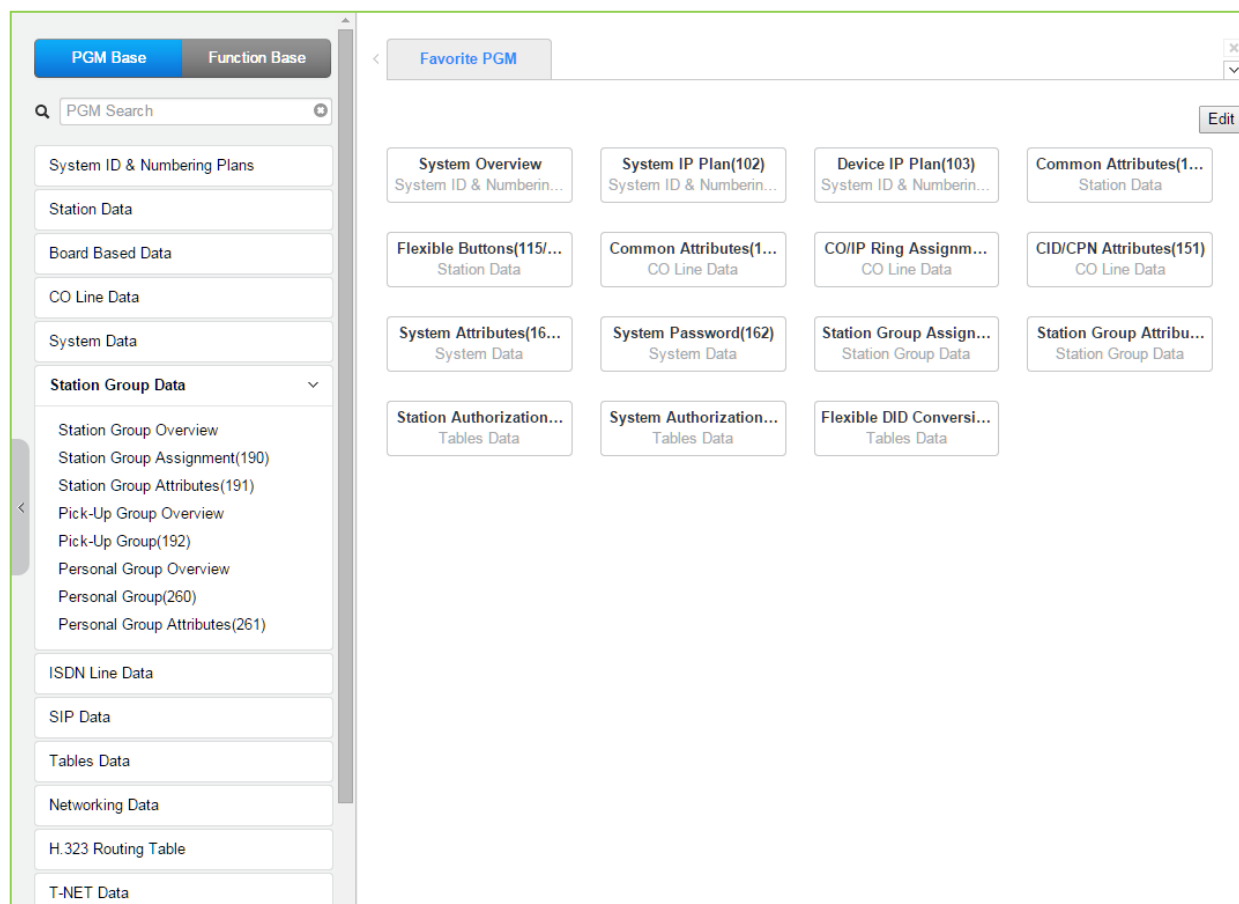 PGM Base
Function Base
PGM Search
System ID & Numbering Plans
Station Data
Board Based Data
CO Line Data
System Data
Station Group Data
Station Group Overview
Station Group Assignment(190)
Station Group Attributes(191)
Pick-Up Group Overview
Pick-Up Group(192)
Personal Group Overview
Personal Group(260)
Personal Group Attributes(261)
ISDN Line Data
SIP Data
Tables Data
Networking Data
H.323 Routing Table
T-NET Data
Favorite PGM
Edit
System Overview
System ID & Numberin...
System IP Plan(102)
System ID & Numberin...
Device IP Plan(103)
System ID & Numberin...
Common Attributes(1...
Station Data
Flexible Buttons(115/...
Station Data
Common Attributes(1...
CO Line Data
CO/IP Ring Assignm...
CO Line Data
CID/CPN Attributes(151)
CO Line Data
System Attributes(16...
System Data
System Password(162)
System Data
Station Group Assign...
Station Group Data
Station Group Attribu...
Station Group Data
Station Authorization...
Tables Data
System Authorization...
Tables Data
Flexible DID Conversi...
Tables Data